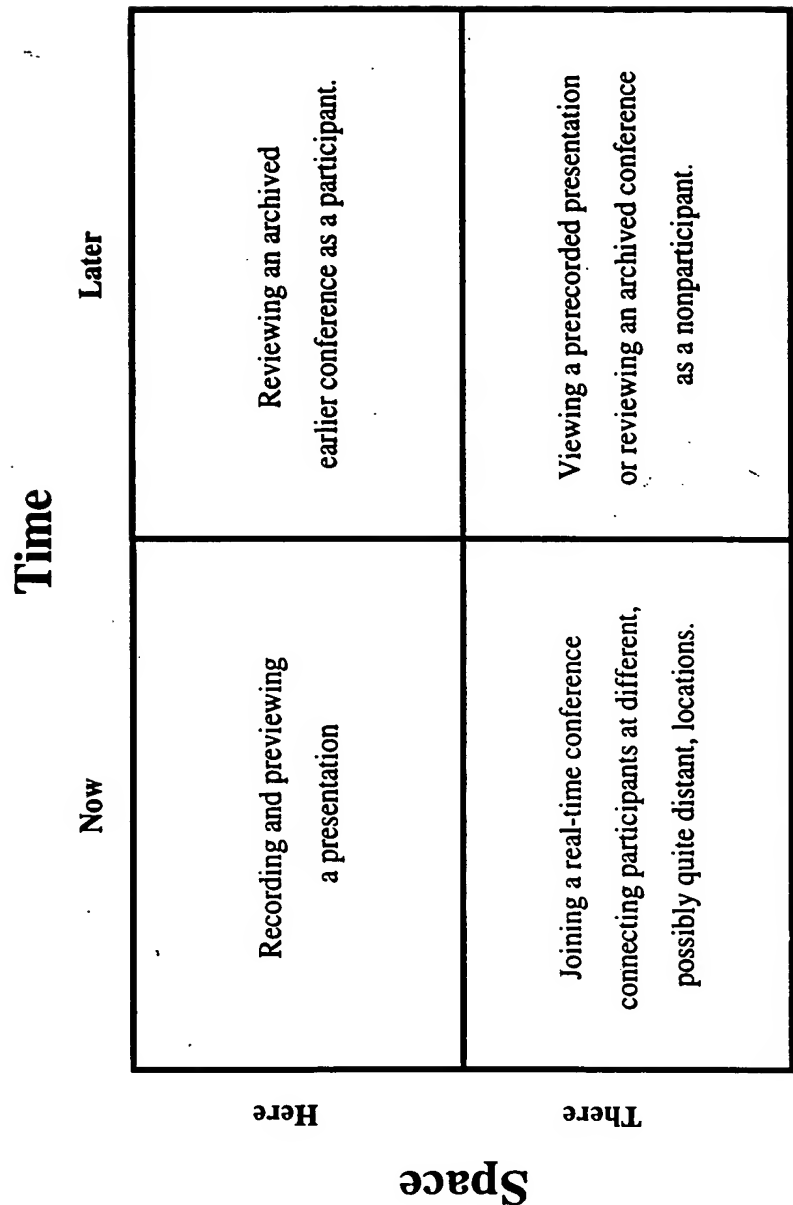 Time
Now
Later
Space
Here
Recording and previewing
a presentation
Reviewing an archived
earlier conference as a participant.
There
Joining a real-time conference
connecting participants at different,
possibly quite distant, locations.
Viewing a prerecorded presentation
or reviewing an archived conference
as a nonparticipant.